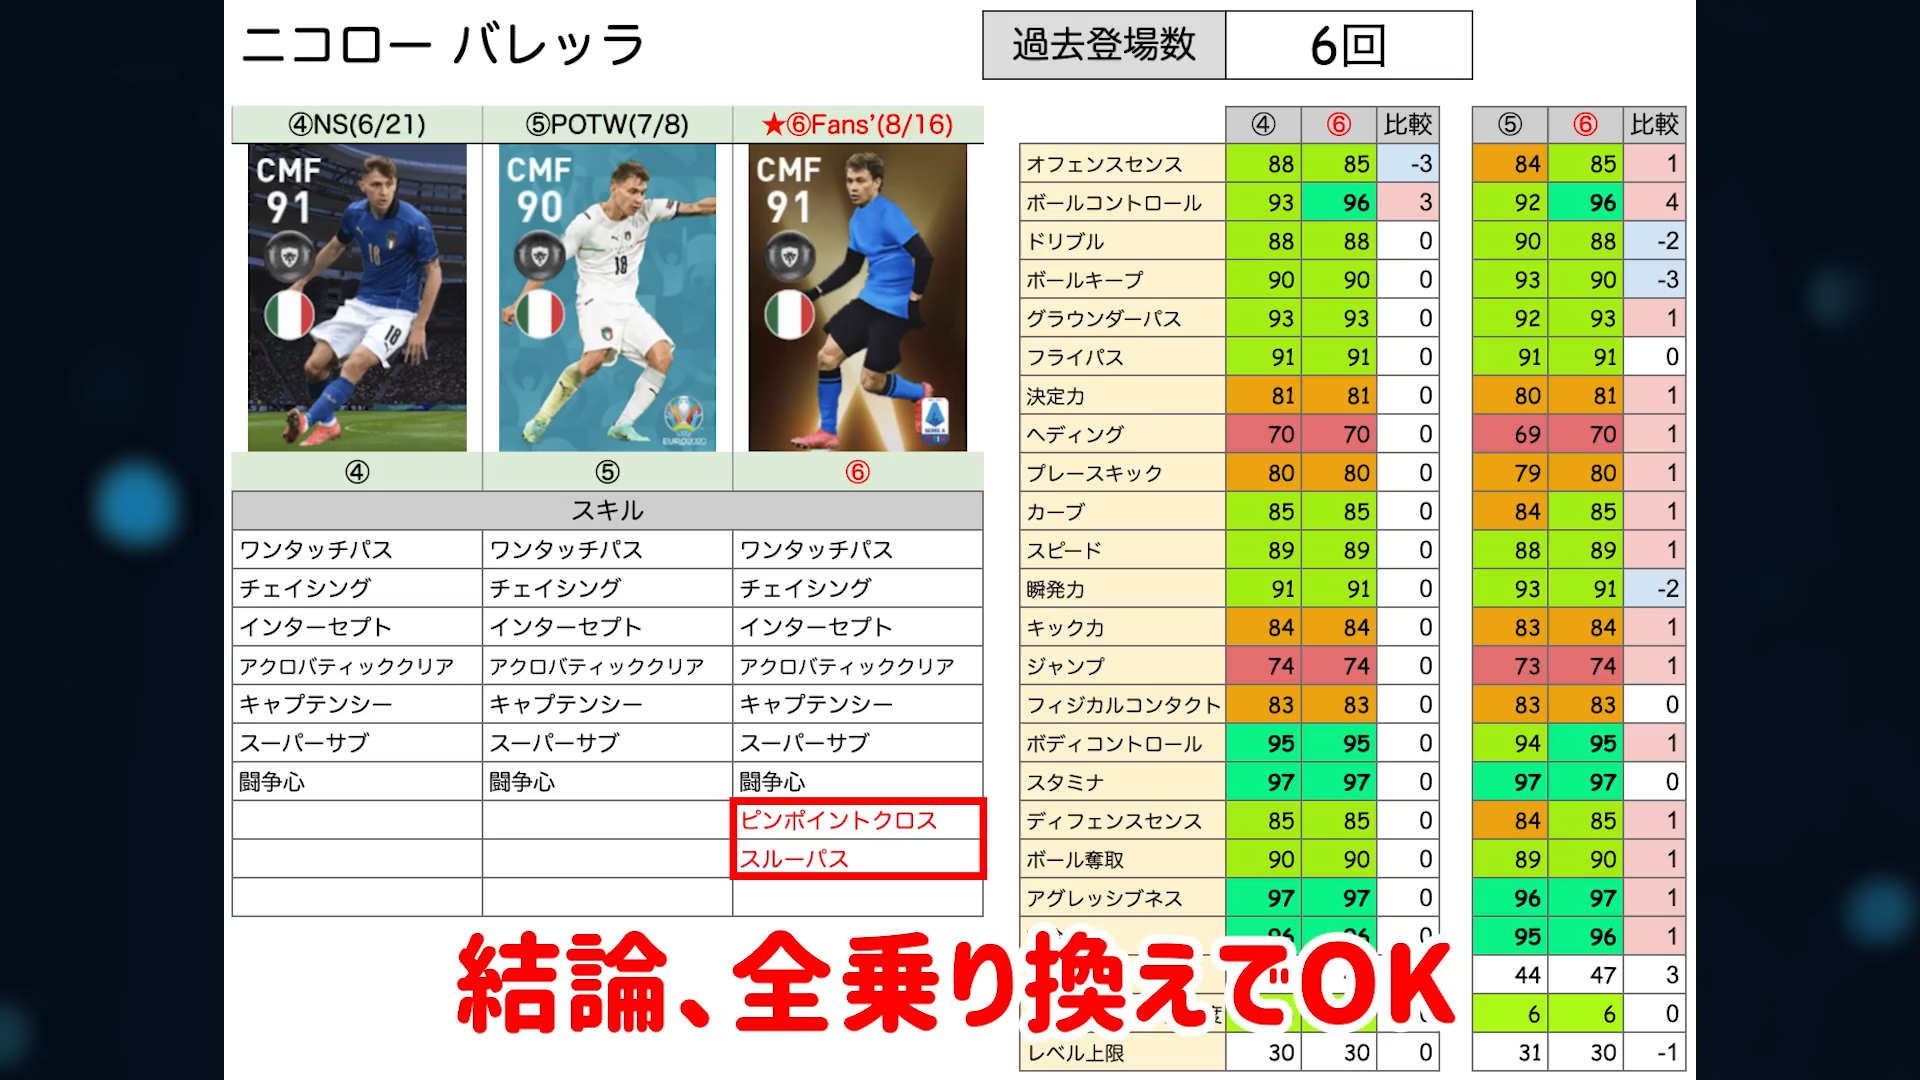 ニコロー バレッラ
過去登場数 6回
④NS(6/21) ⑤POTW(7/8) ★⑥Fans’(8/16)
CMF 91 CMF 90 CMF 91
18 18 18
EURO2020
SERIE A
④ ⑤ ⑥
スキル
ワンタッチパス ワンタッチパス ワンタッチパス
チェイシング チェイシング チェイシング
インターセプト インターセプト インターセプト
アクロバティッククリア アクロバティッククリア アクロバティッククリア
キャプテンシー キャプテンシー キャプテンシー
スーパーサブ スーパーサブ スーパーサブ
闘争心 闘争心 闘争心
ピンポイントクロス
スルーパス
④ ⑥ 比較 ⑤ ⑥ 比較
オフェンスセンス 88 85 -3 84 85 1
ボールコントロール 93 96 3 92 96 4
ドリブル 88 88 0 90 88 -2
ボールキープ 90 90 0 93 90 -3
グラウンダーパス 93 93 0 92 93 1
フライパス 91 91 0 91 91 0
決定力 81 81 0 80 81 1
ヘディング 70 70 0 69 70 1
プレースキック 80 80 0 79 80 1
カーブ 85 85 0 84 85 1
スピード 89 89 0 88 89 1
瞬発力 91 91 0 93 91 -2
キック力 84 84 0 83 84 1
ジャンプ 74 74 0 73 74 1
フィジカルコンタクト 83 83 0 83 83 0
ボディコントロール 95 95 0 94 95 1
スタミナ 97 97 0 97 97 0
ディフェンスセンス 85 85 0 84 85 1
ボール奪取 90 90 0 89 90 1
アグレッシブネス 97 97 0 96 97 1
96 96 0 95 96 1
44 47 3
度 6 6 0
レベル上限 30 30 0 31 30 -1
結論、全乗り換えでOK